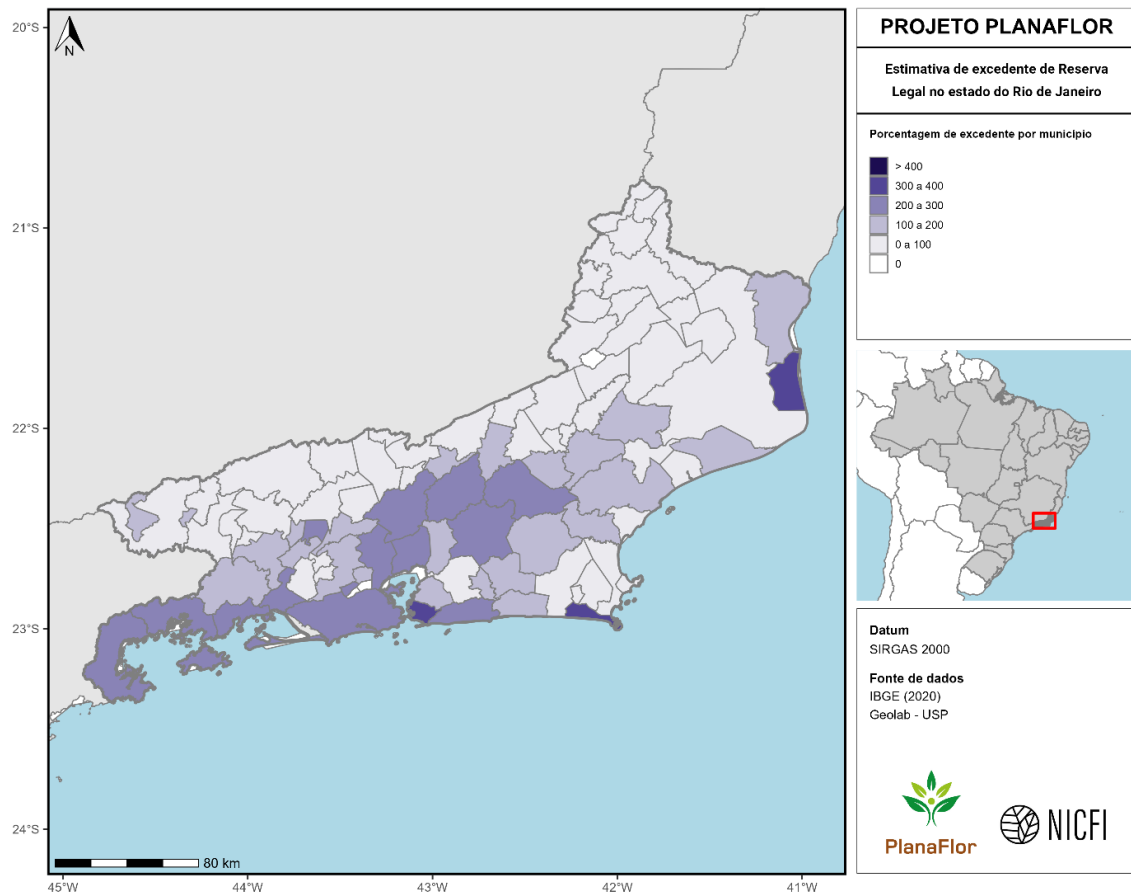 20°S
21°S
22°S
23°S
24°S
N
80 km
45°W
44°W
43°W
42°W
41°W
PROJETO PLANAFLOR
Estimativa de excedente de Reserva
Legal no estado do Rio de Janeiro
Porcentagem de excedente por município
> 400
300 a 400
200 a 300
100 a 200
0 a 100
0
Datum
SIRGAS 2000
Fonte de dados
IBGE (2020)
Geolab - USP
PlanaFlor
NICFI